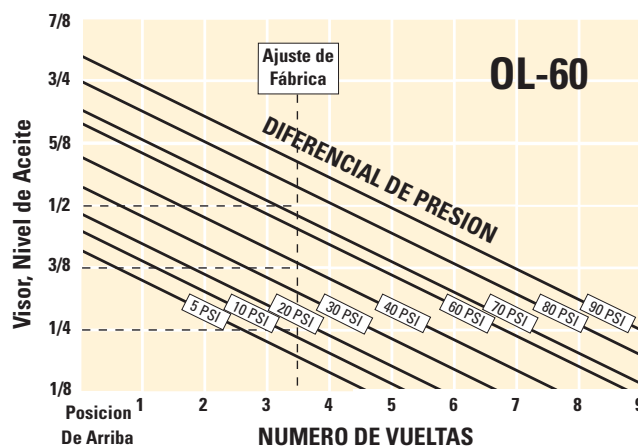 7/8
3/4
5/8
1/2
3/8
1/4
1/8
Visor, Nivel de Aceite
Ajuste de
Fábrica
OL-60
DIFERENCIAL DE PRESION
5 PSI
10 PSI
20 PSI
30 PSI
40 PSI
60 PSI
70 PSI
80 PSI
90 PSI
Posicion
De Arriba
1
2
3
4
5
6
7
8
9
NUMERO DE VUELTAS